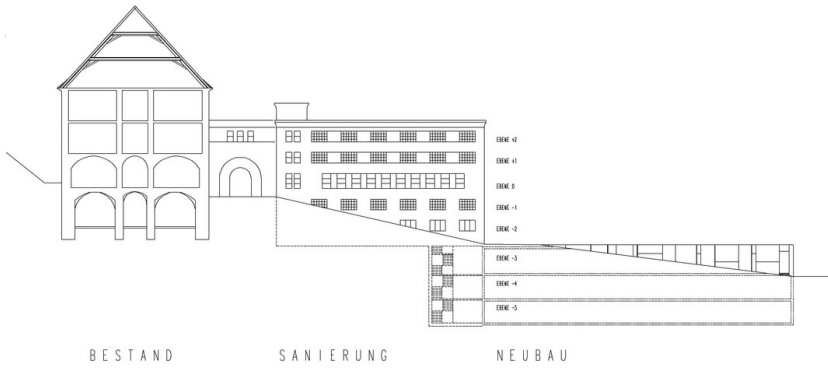 EBENE +2
EBENE +1
EBENE 0
EBENE -1
EBENE -2
EBENE -3
EBENE -4
EBENE -5
BESTAND SANIERUNG NEUBAU